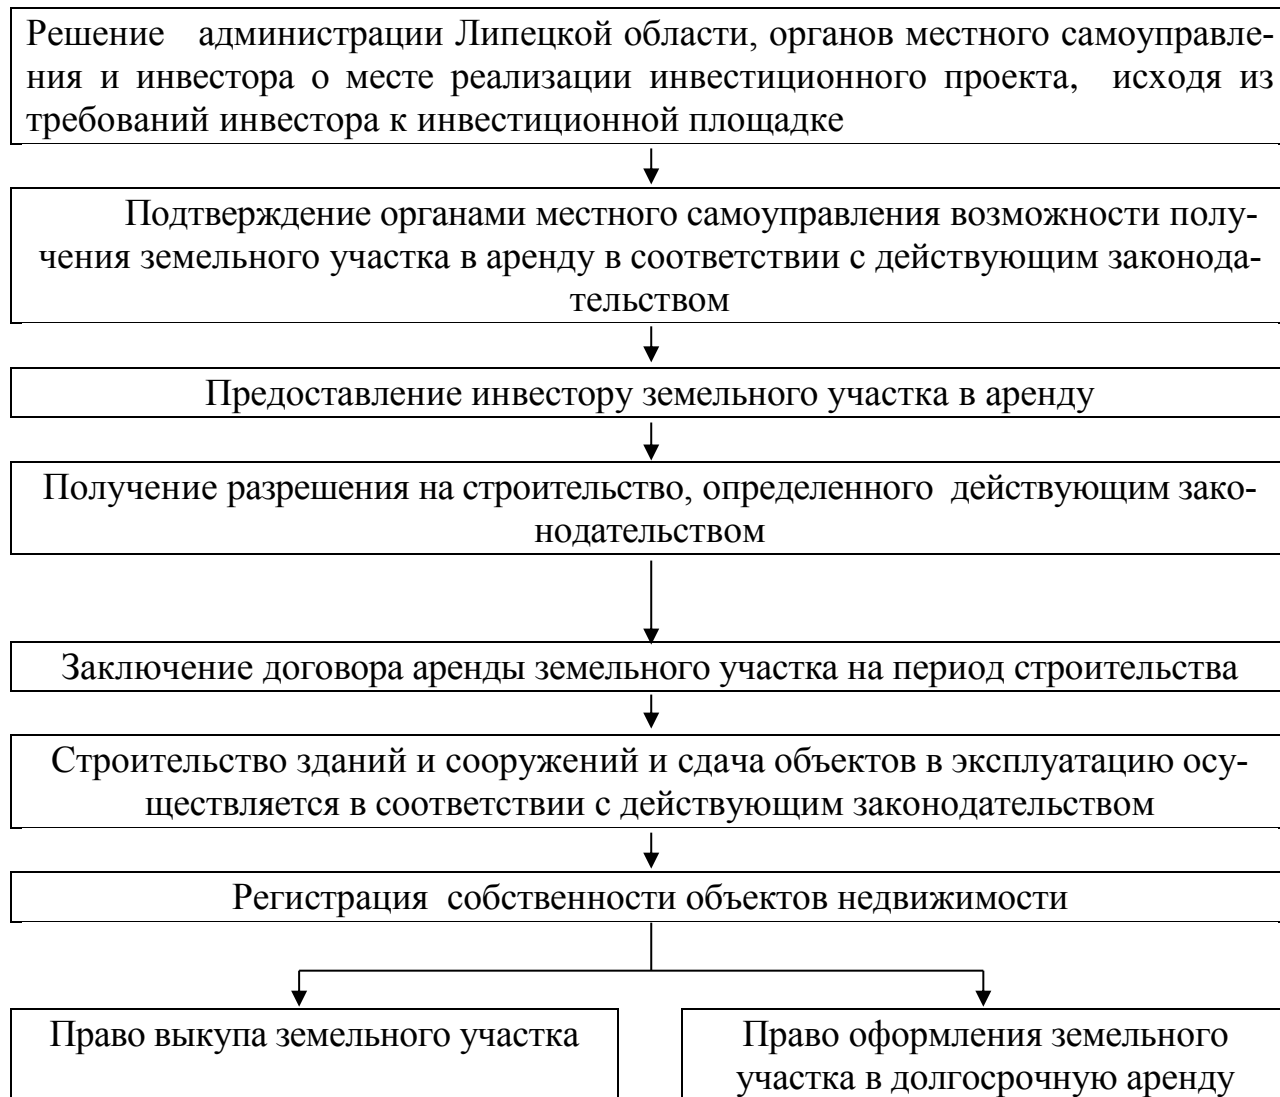 Решение администрации Липецкой области, органов местного самоуправле-
ния и инвестора о месте реализации инвестиционного проекта, исходя из
требований инвестора к инвестиционной площадке
Подтверждение органами местного самоуправления возможности полу-
чения земельного участка в аренду в соответствии с действующим законода-
тельством
Предоставление инвестору земельного участка в аренду
Получение разрешения на строительство, определенного действующим зако-
нодательством
Заключение договора аренды земельного участка на период строительства
Строительство зданий и сооружений и сдача объектов в эксплуатацию осу-
ществляется в соответствии с действующим законодательством
Регистрация собственности объектов недвижимости
Право выкупа земельного участка
Право оформления земельного
участка в долгосрочную аренду